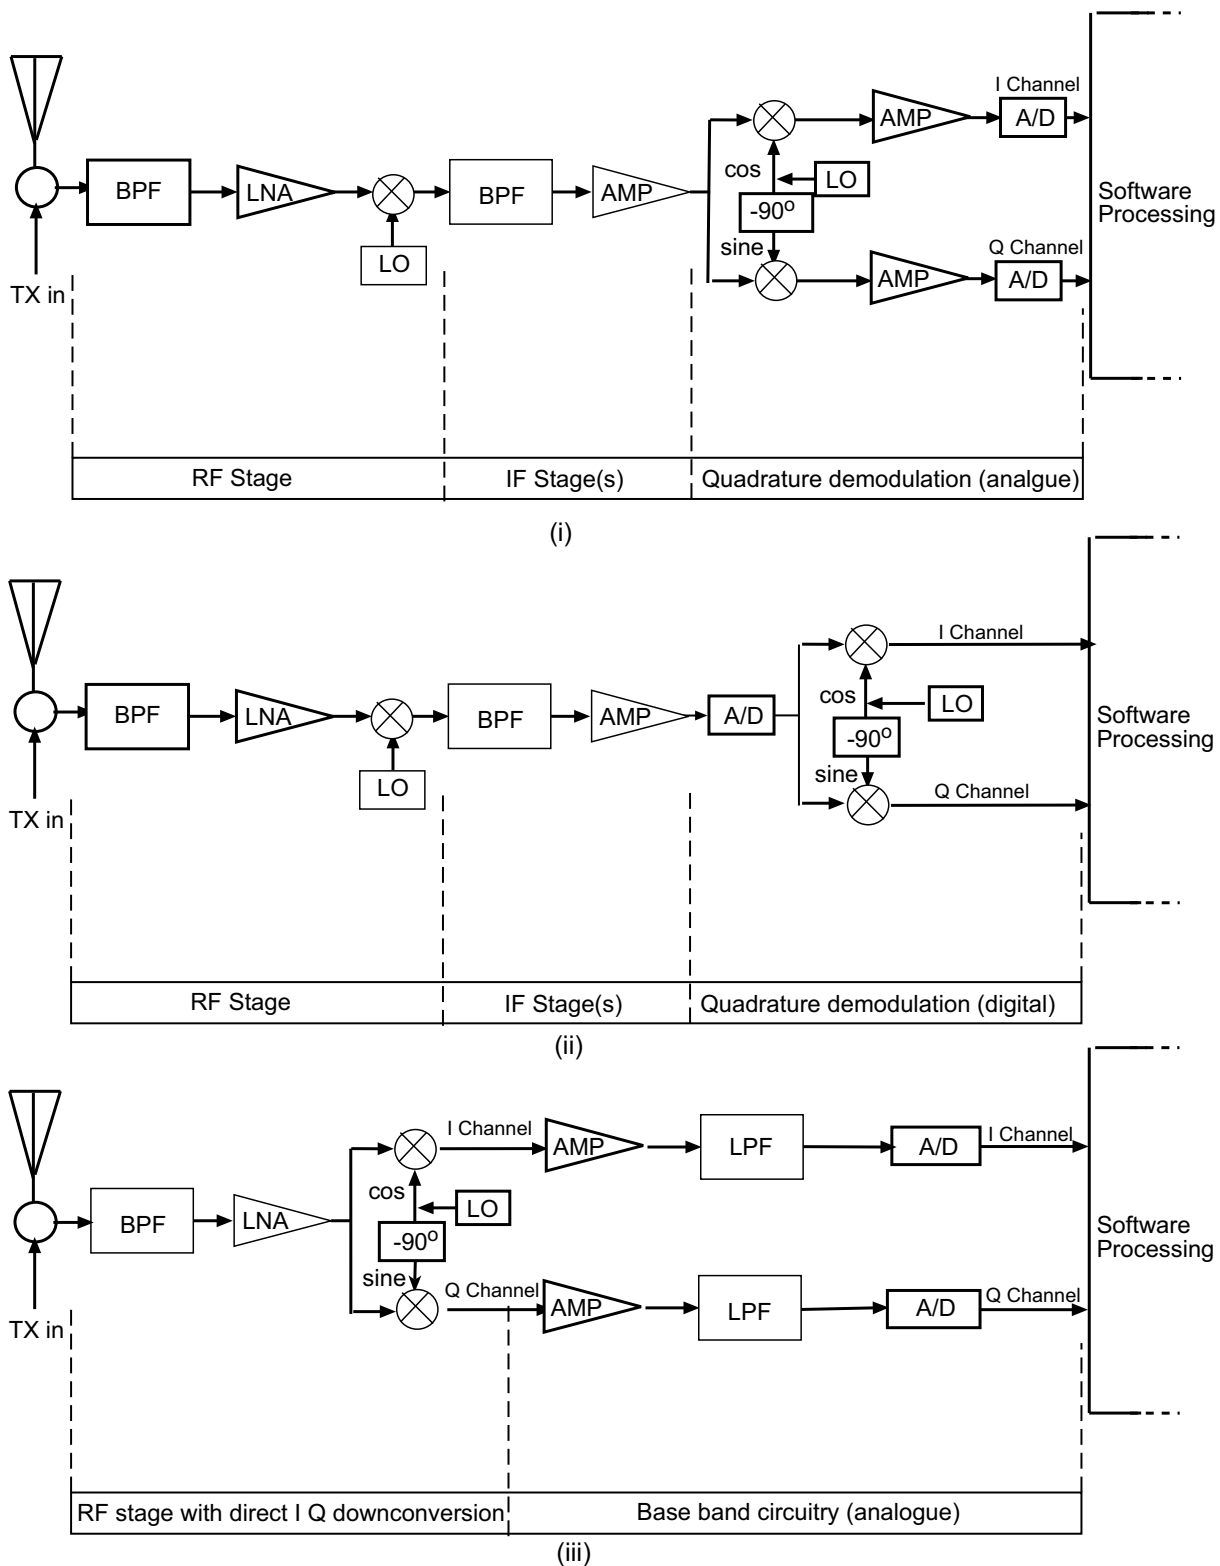 I Channel
AMP
A/D
cos
LO
BPF
LNA
BPF
AMP
-90o
Software
Processing
sine
Q Channel
LO
AMP
A/D
TX in
RF Stage
IF Stage(s)
Quadrature demodulation (analgue)
(i)
I Channel
cos
LO
BPF
LNA
BPF
AMP
A/D
-90o
Software
Processing
sine
LO
Q Channel
TX in
RF Stage
IF Stage(s)
Quadrature demodulation (digital)
(ii)
I Channel
AMP
LPF
A/D
I Channel
cos
LO
BPF
LNA
-90o
Software
Processing
sine
Q Channel
AMP
LPF
A/D
Q Channel
TX in
RF stage with direct I Q downconversion
Base band circuitry (analogue)
(iii)